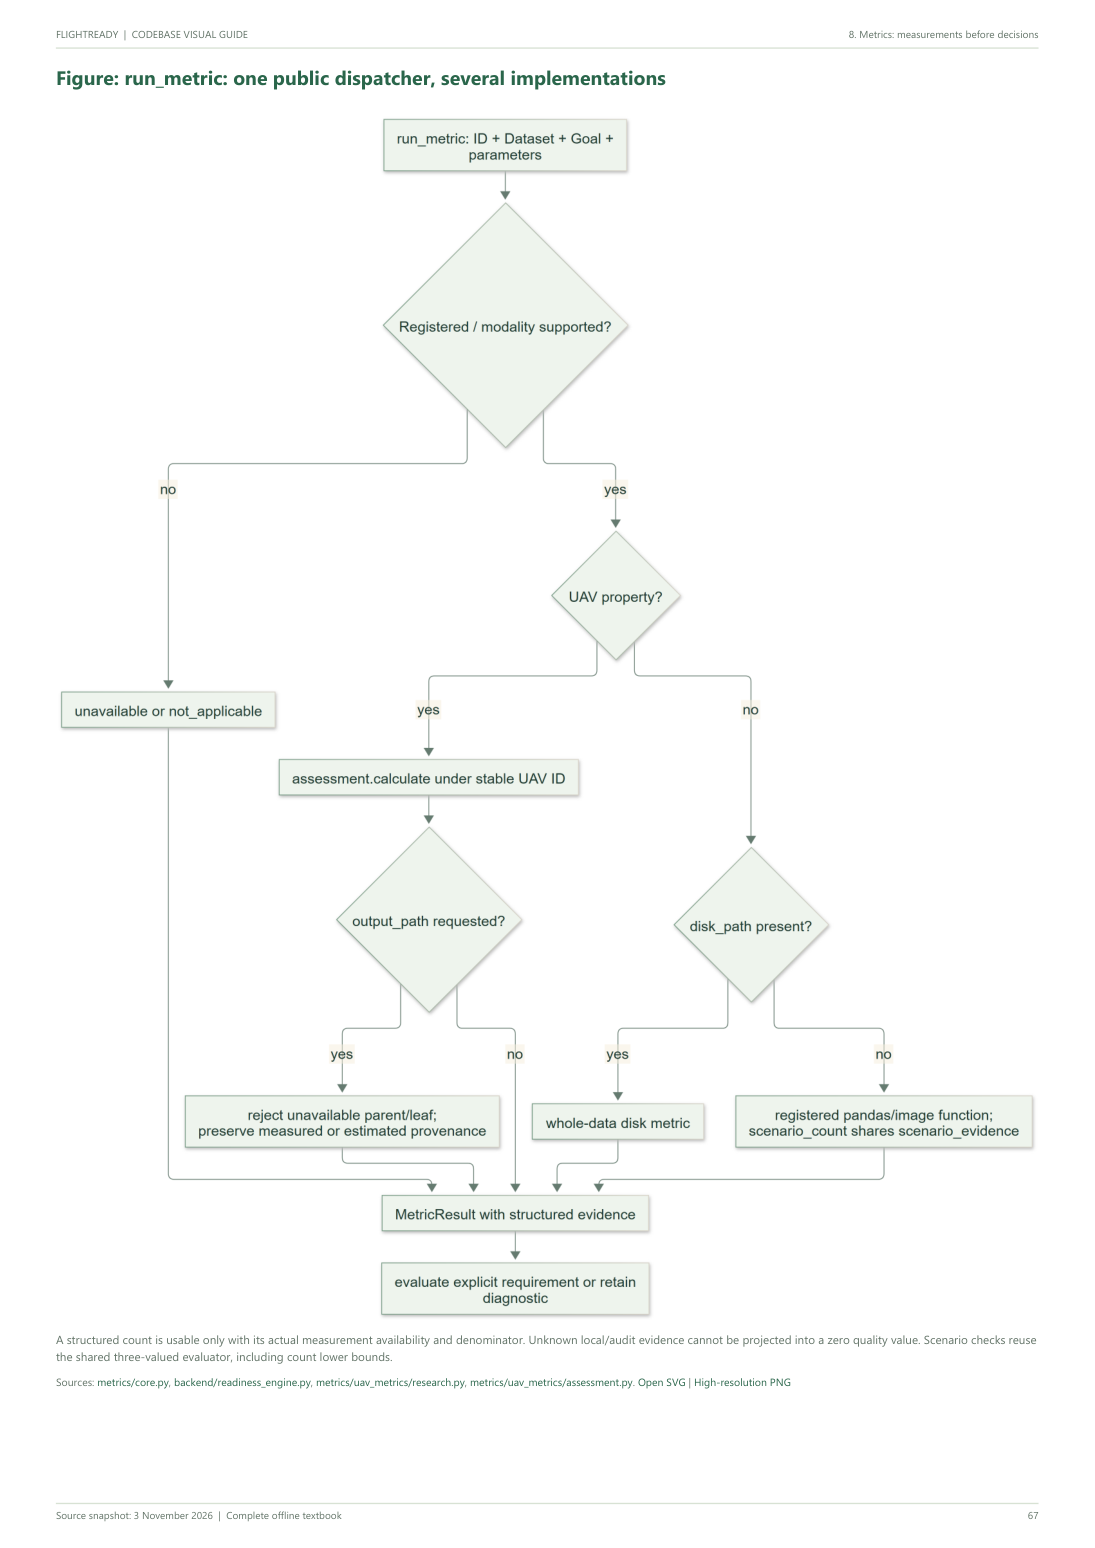 FLIGHTREADY | CODEBASE VISUAL GUIDE
8. Metrics: measurements before decisions
Figure: run_metric: one public dispatcher, several implementations
run_metric: ID + Dataset + Goal +
parameters
Registered / modality supported?
no
yes
UAV property?
unavailable or not_applicable
yes
no
assessment.calculate under stable UAV ID
output_path requested?
disk_path present?
yes
no
yes
no
reject unavailable parent/leaf;
preserve measured or estimated provenance
whole-data disk metric
registered pandas/image function;
scenario_count shares scenario_evidence
MetricResult with structured evidence
evaluate explicit requirement or retain
diagnostic
A structured count is usable only with its actual measurement availability and denominator. Unknown local/audit evidence cannot be projected into a zero quality value. Scenario checks reuse
the shared three-valued evaluator, including count lower bounds.
Sources: metrics/core.py, backend/readiness_engine.py, metrics/uav_metrics/research.py, metrics/uav_metrics/assessment.py. Open SVG | High-resolution PNG
Source snapshot: 3 November 2026 | Complete offline textbook
67